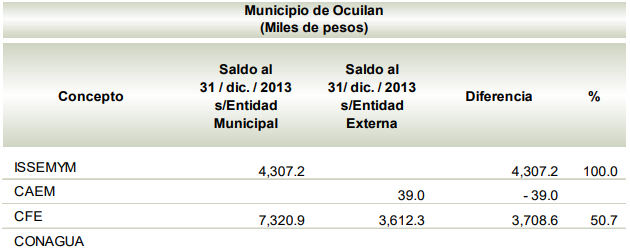 Municipio de Ocuilan
(Miles de pesos)
Concepto
Saldo al
31 / dic. / 2013
s/Entidad
Municipal
Saldo al
31/ dic. / 2013
s/Entidad
Externa
Diferencia
%
ISSEMYM 4,307.2 4,307.2 100.0
CAEM 39.0 - 39.0
CFE 7,320.9 3,612.3 3,708.6 50.7
CONAGUA